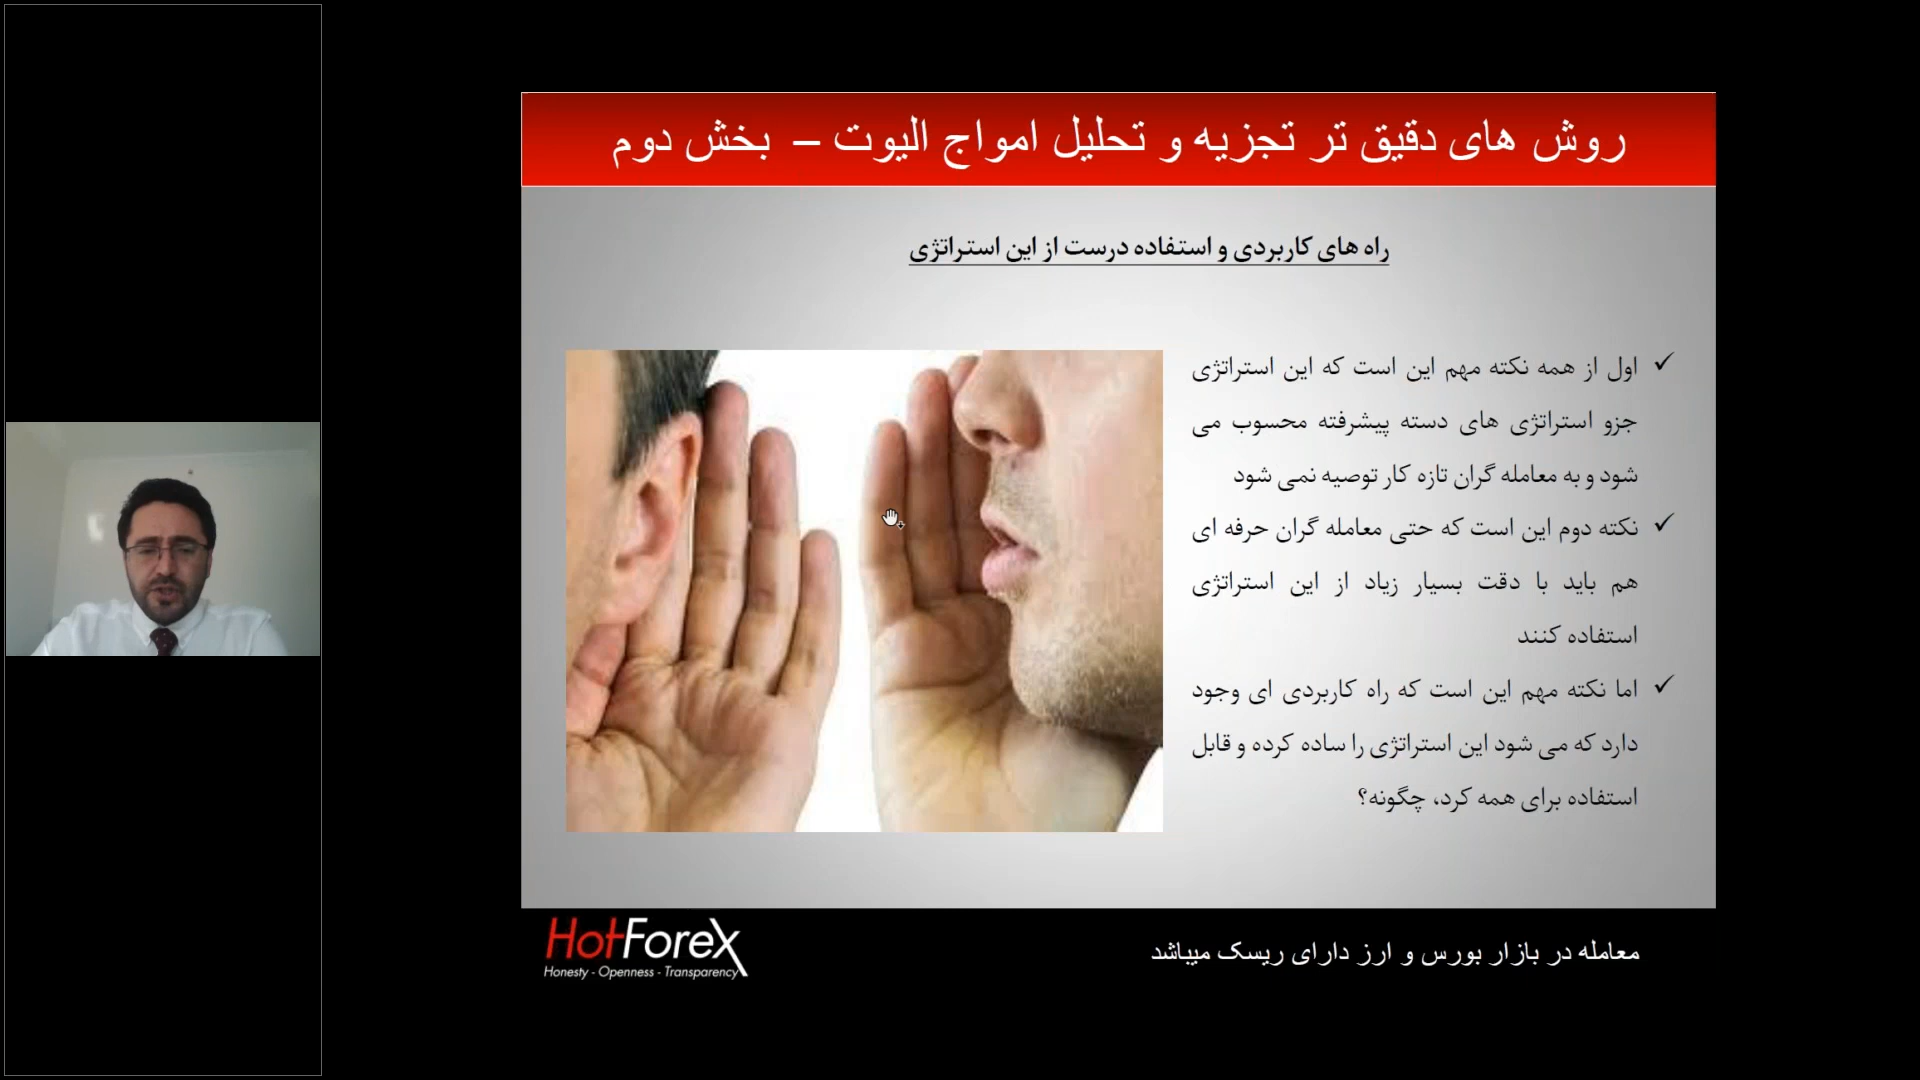 روش های دقیق تر تجزیه و تحلیل امواج الیوت – بخش دوم
راه های کاربردی و استفاده درست از این استراتژی
✓ اول از همه نکته مهم این است که این استراتژی
جزو استراتژی های دسته پیشرفته محسوب می
شود و به معامله گران تازه کار توصیه نمی شود
✓ نکته دوم این است که حتی معامله گران حرفه ای
هم باید با دقت بسیار زیاد از این استراتژی
استفاده کنند
✓ اما نکته مهم این است که راه کاربردی ای وجود
دارد که می شود این استراتژی را ساده کرده و قابل
استفاده برای همه کرد، چگونه؟
HotForex
Honesty - Openness - Transparency
معامله در بازار بورس و ارز دارای ریسک میباشد